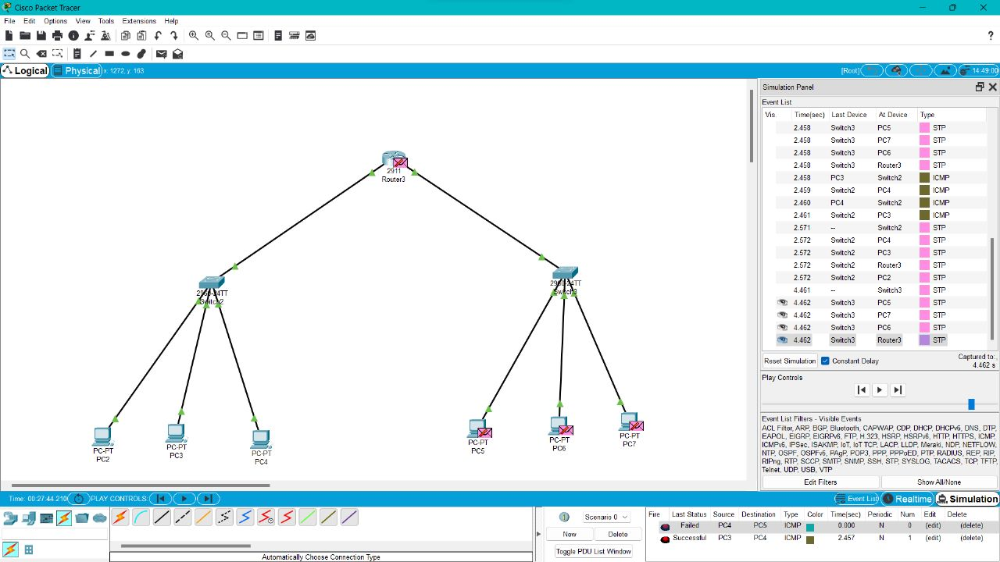 Cisco Packet Tracer
File Edit Options View Tools Extensions Help
?
Logical Physical x: 1272, y: 163 [Root] 14:49:00
Simulation Panel
Event List
Vis. Time(sec) Last Device At Device Type
2.458 Switch3 PC5 STP
2.458 Switch3 PC7 STP
2.458 Switch3 PC6 STP
2.458 Switch3 Router3 STP
2.458 PC3 Switch2 ICMP
2.459 Switch2 PC4 ICMP
2.460 PC4 Switch2 ICMP
2.461 Switch2 PC3 ICMP
2.571 -- Switch2 STP
2.572 Switch2 PC4 STP
2.572 Switch2 PC3 STP
2.572 Switch2 Router3 STP
2.572 Switch2 PC2 STP
4.461 -- Switch3 STP
4.462 Switch3 PC5 STP
4.462 Switch3 PC7 STP
4.462 Switch3 PC6 STP
4.462 Switch3 Router3 STP
Reset Simulation Constant Delay Captured to:
4.462 s
Play Controls
Event List Filters - Visible Events
ACL Filter, ARP, BGP, Bluetooth, CAPWAP, CDP, DHCP, DHCPv6, DNS, DTP,
EAPOL, EIGRP, EIGRPv6, FTP, H.323, HSRP, HSRPv6, HTTP, HTTPS, ICMP,
ICMPv6, IPSec, ISAKMP, IoT, IoT TCP, LACP, LLDP, Meraki, NDP, NETFLOW,
NTP, OSPF, OSPFv6, PAgP, POP3, PPP, PPPoED, PTP, RADIUS, REP, RIP,
RIPng, RTP, SCCP, SMTP, SNMP, SSH, STP, SYSLOG, TACACS, TCP, TFTP,
Telnet, UDP, USB, VTP
Edit Filters Show All/None
2911
Router3
Switch2
PC-PT
PC2
PC-PT
PC3
PC-PT
PC4
PC-PT
PC5
PC-PT
PC6
PC-PT
PC7
Time: 00:27:44.210 PLAY CONTROLS: Event List Realtime Simulation
Automatically Choose Connection Type
Scenario 0
New Delete
Toggle PDU List Window
Fire Last Status Source Destination Type Color Time(sec) Periodic Num Edit Delete
Failed PC4 PC5 ICMP 0.000 N 0 (edit) (delete)
Successful PC3 PC4 ICMP 2.457 N 1 (edit) (delete)